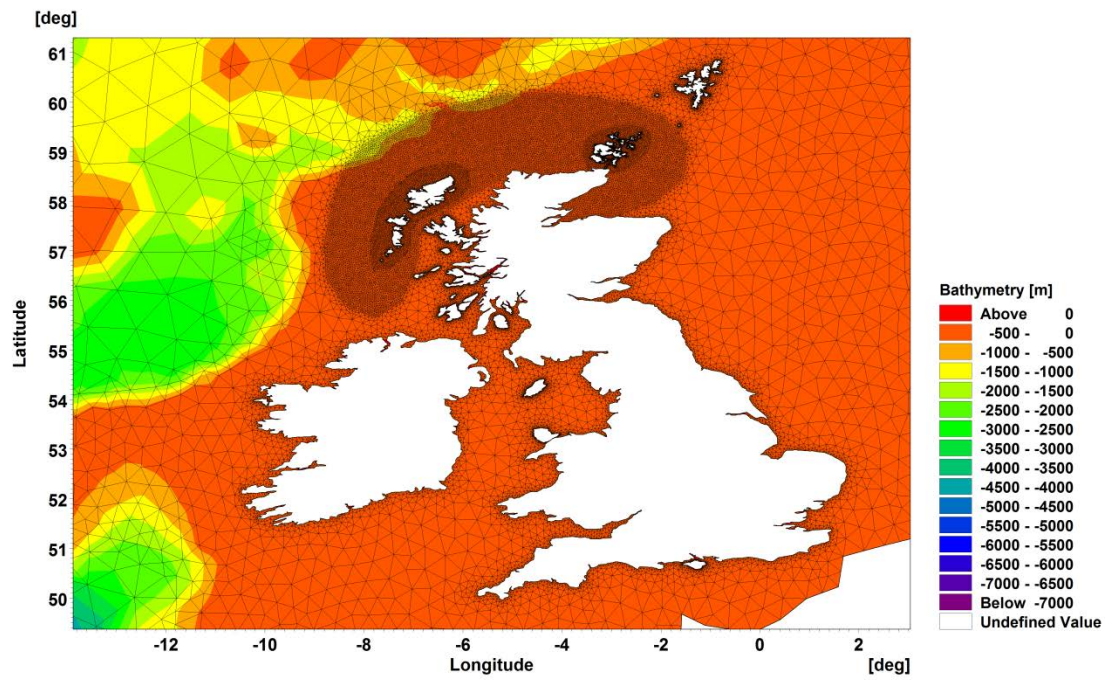 [deg]
61
60
59
58
57
56
55
54
53
52
51
50
Latitude
-12 -10 -8 -6 -4 -2 0 2
Longitude
[deg]
Bathymetry [m]
Above 0
-500 - 0
-1000 - -500
-1500 - -1000
-2000 - -1500
-2500 - -2000
-3000 - -2500
-3500 - -3000
-4000 - -3500
-4500 - -4000
-5000 - -4500
-5500 - -5000
-6000 - -5500
-6500 - -6000
-7000 - -6500
Below -7000
Undefined Value